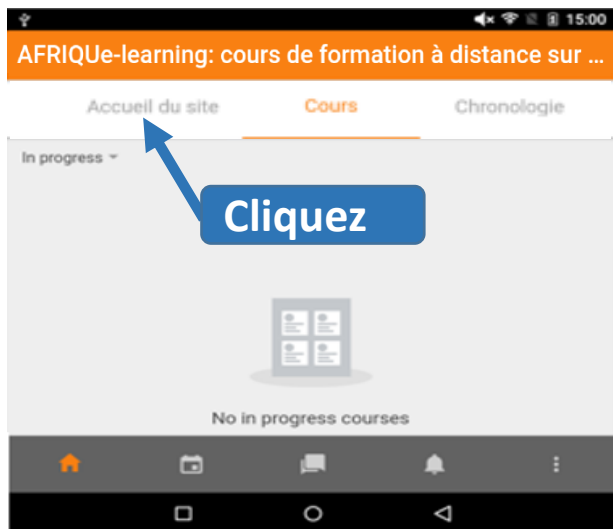 15:00
AFRIQUe-learning: cours de formation à distance sur ...
Accueil du site Cours Chronologie
In progress
Cliquez
No in progress courses